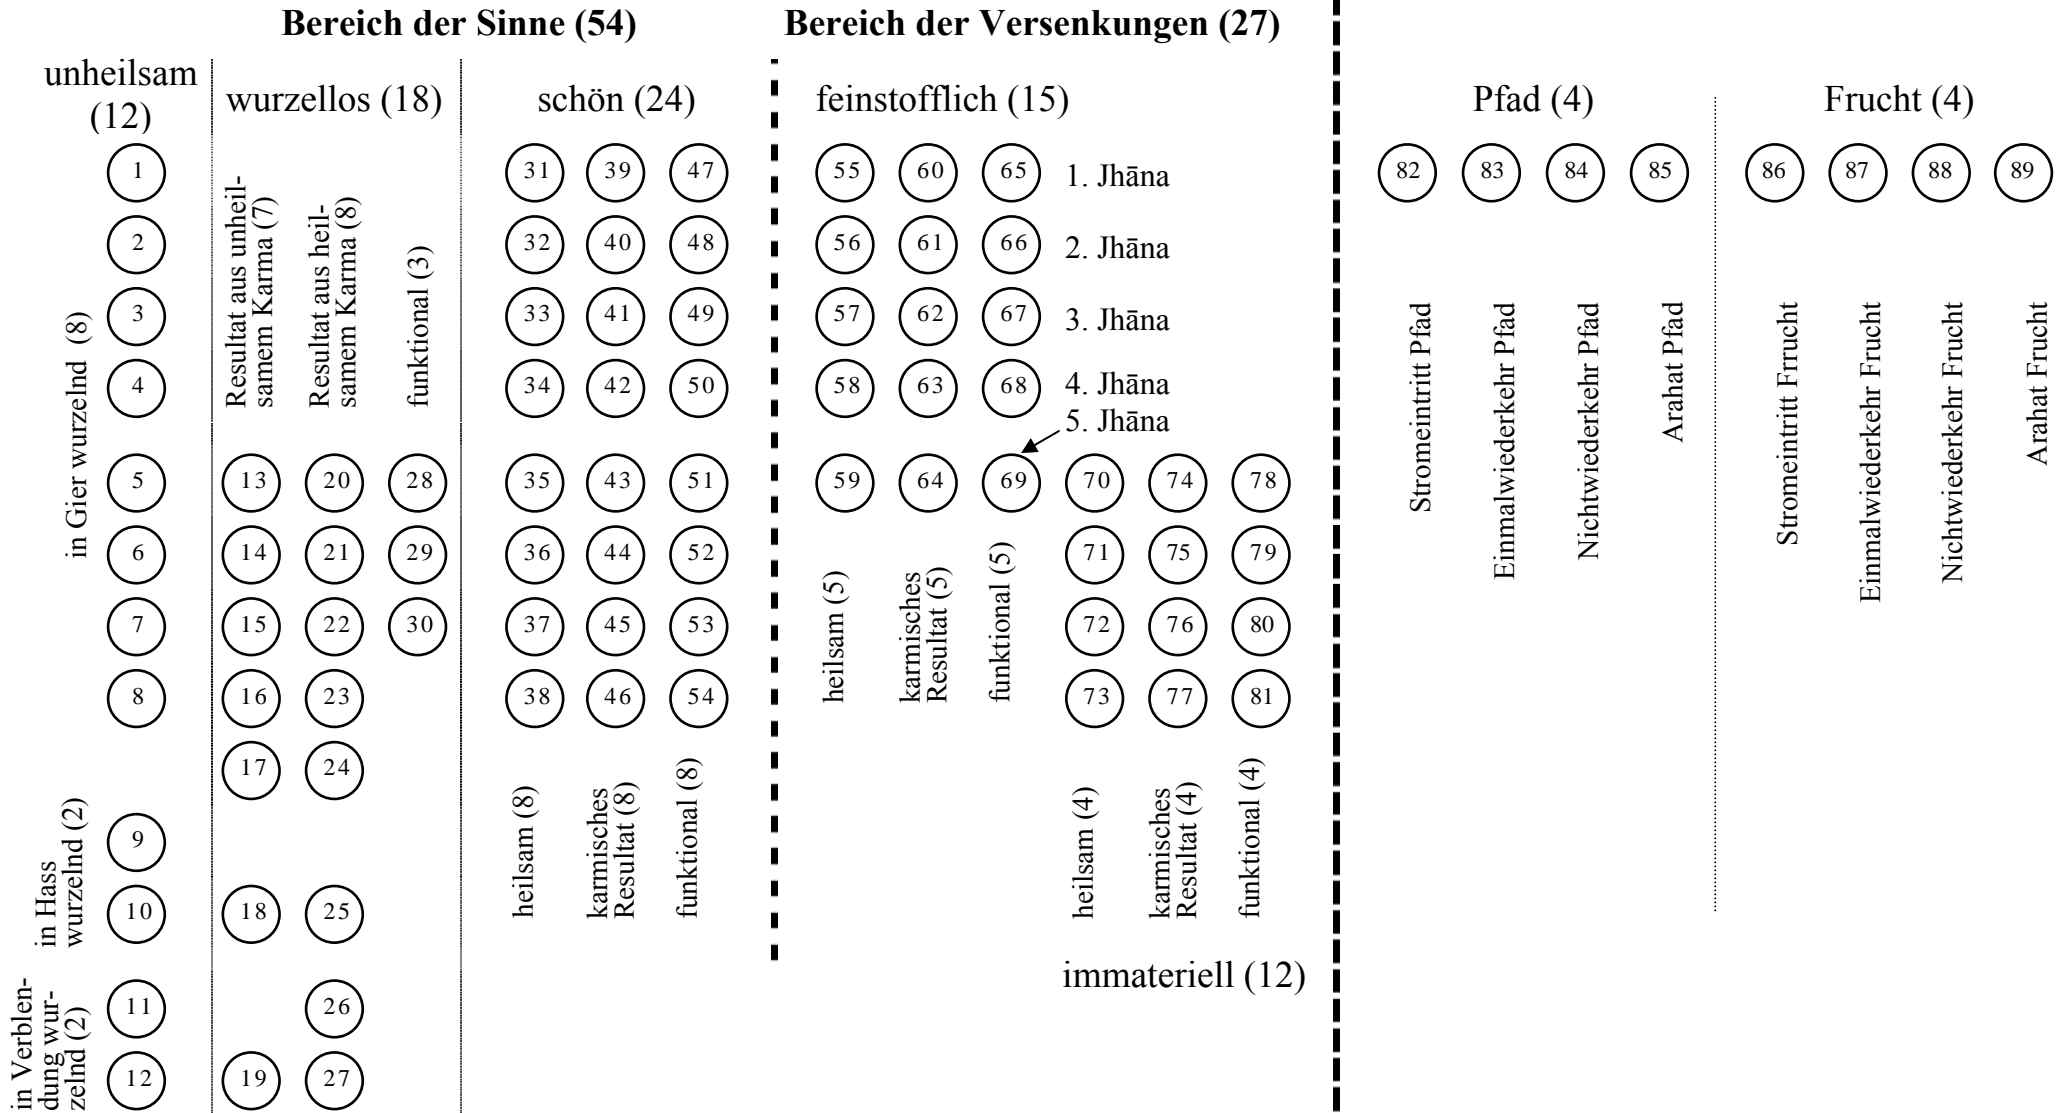 Bereich der Sinne (54)
Bereich der Versenkungen (27)
unheilsam
(12)
wurzellos (18)
schön (24)
feinstofflich (15)
Pfad (4)
Frucht (4)
in Gier wurzelnd (8)
1
2
3
4
5
6
7
8
in Hass
wurzelnd (2)
9
10
in Verblen-
dung wur-
zelnd (2)
11
12
Resultat aus unheil-
samem Karma (7)
13
14
15
16
17
18
19
Resultat aus heil-
samem Karma (8)
20
21
22
23
24
25
26
27
funktional (3)
28
29
30
31
32
33
34
35
36
37
38
heilsam (8)
39
40
41
42
43
44
45
46
karmisches
Resultat (8)
47
48
49
50
51
52
53
54
funktional (8)
55
56
57
58
59
heilsam (5)
60
61
62
63
64
karmisches
Resultat (5)
65
66
67
68
69
funktional (5)
1. Jhāna
2. Jhāna
3. Jhāna
4. Jhāna
5. Jhāna
70
71
72
73
heilsam (4)
74
75
76
77
karmisches
Resultat (4)
78
79
80
81
funktional (4)
immateriell (12)
82
83
84
85
Stromeintritt Pfad
Einmalwiederkehr Pfad
Nichtwiederkehr Pfad
Arahat Pfad
86
87
88
89
Stromeintritt Frrucht
Einmalwiederkehr Frucht
Nichtwiederkehr Frucht
Arahat Frucht